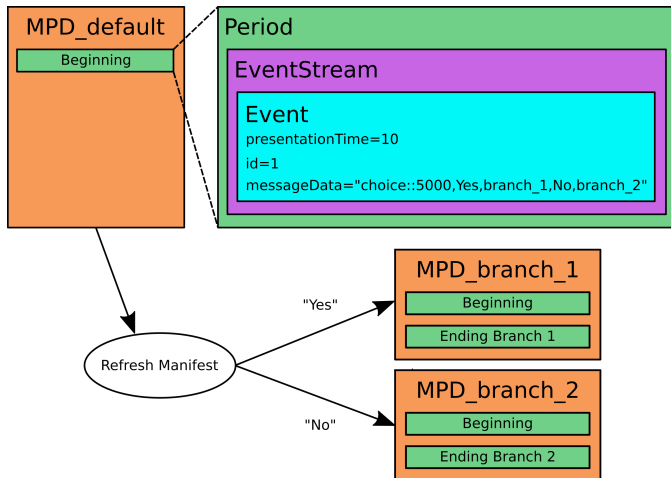 MPD_default
Beginning
Period
EventStream
Event
presentationTime=10
id=1
messageData="choice::5000,Yes,branch_1,No,branch_2"
Refresh Manifest
"Yes"
"No"
MPD_branch_1
Beginning
Ending Branch 1
MPD_branch_2
Beginning
Ending Branch 2